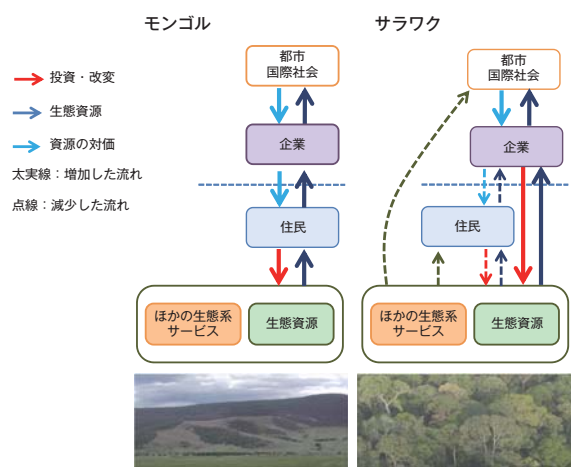 モンゴル
サラワク
投資・改変
生態資源
資源の対価
太実線：増加した流れ
点線：減少した流れ
都市
国際社会
企業
住民
ほかの生態系
サービス
生態資源
都市
国際社会
企業
住民
ほかの生態系
サービス
生態資源